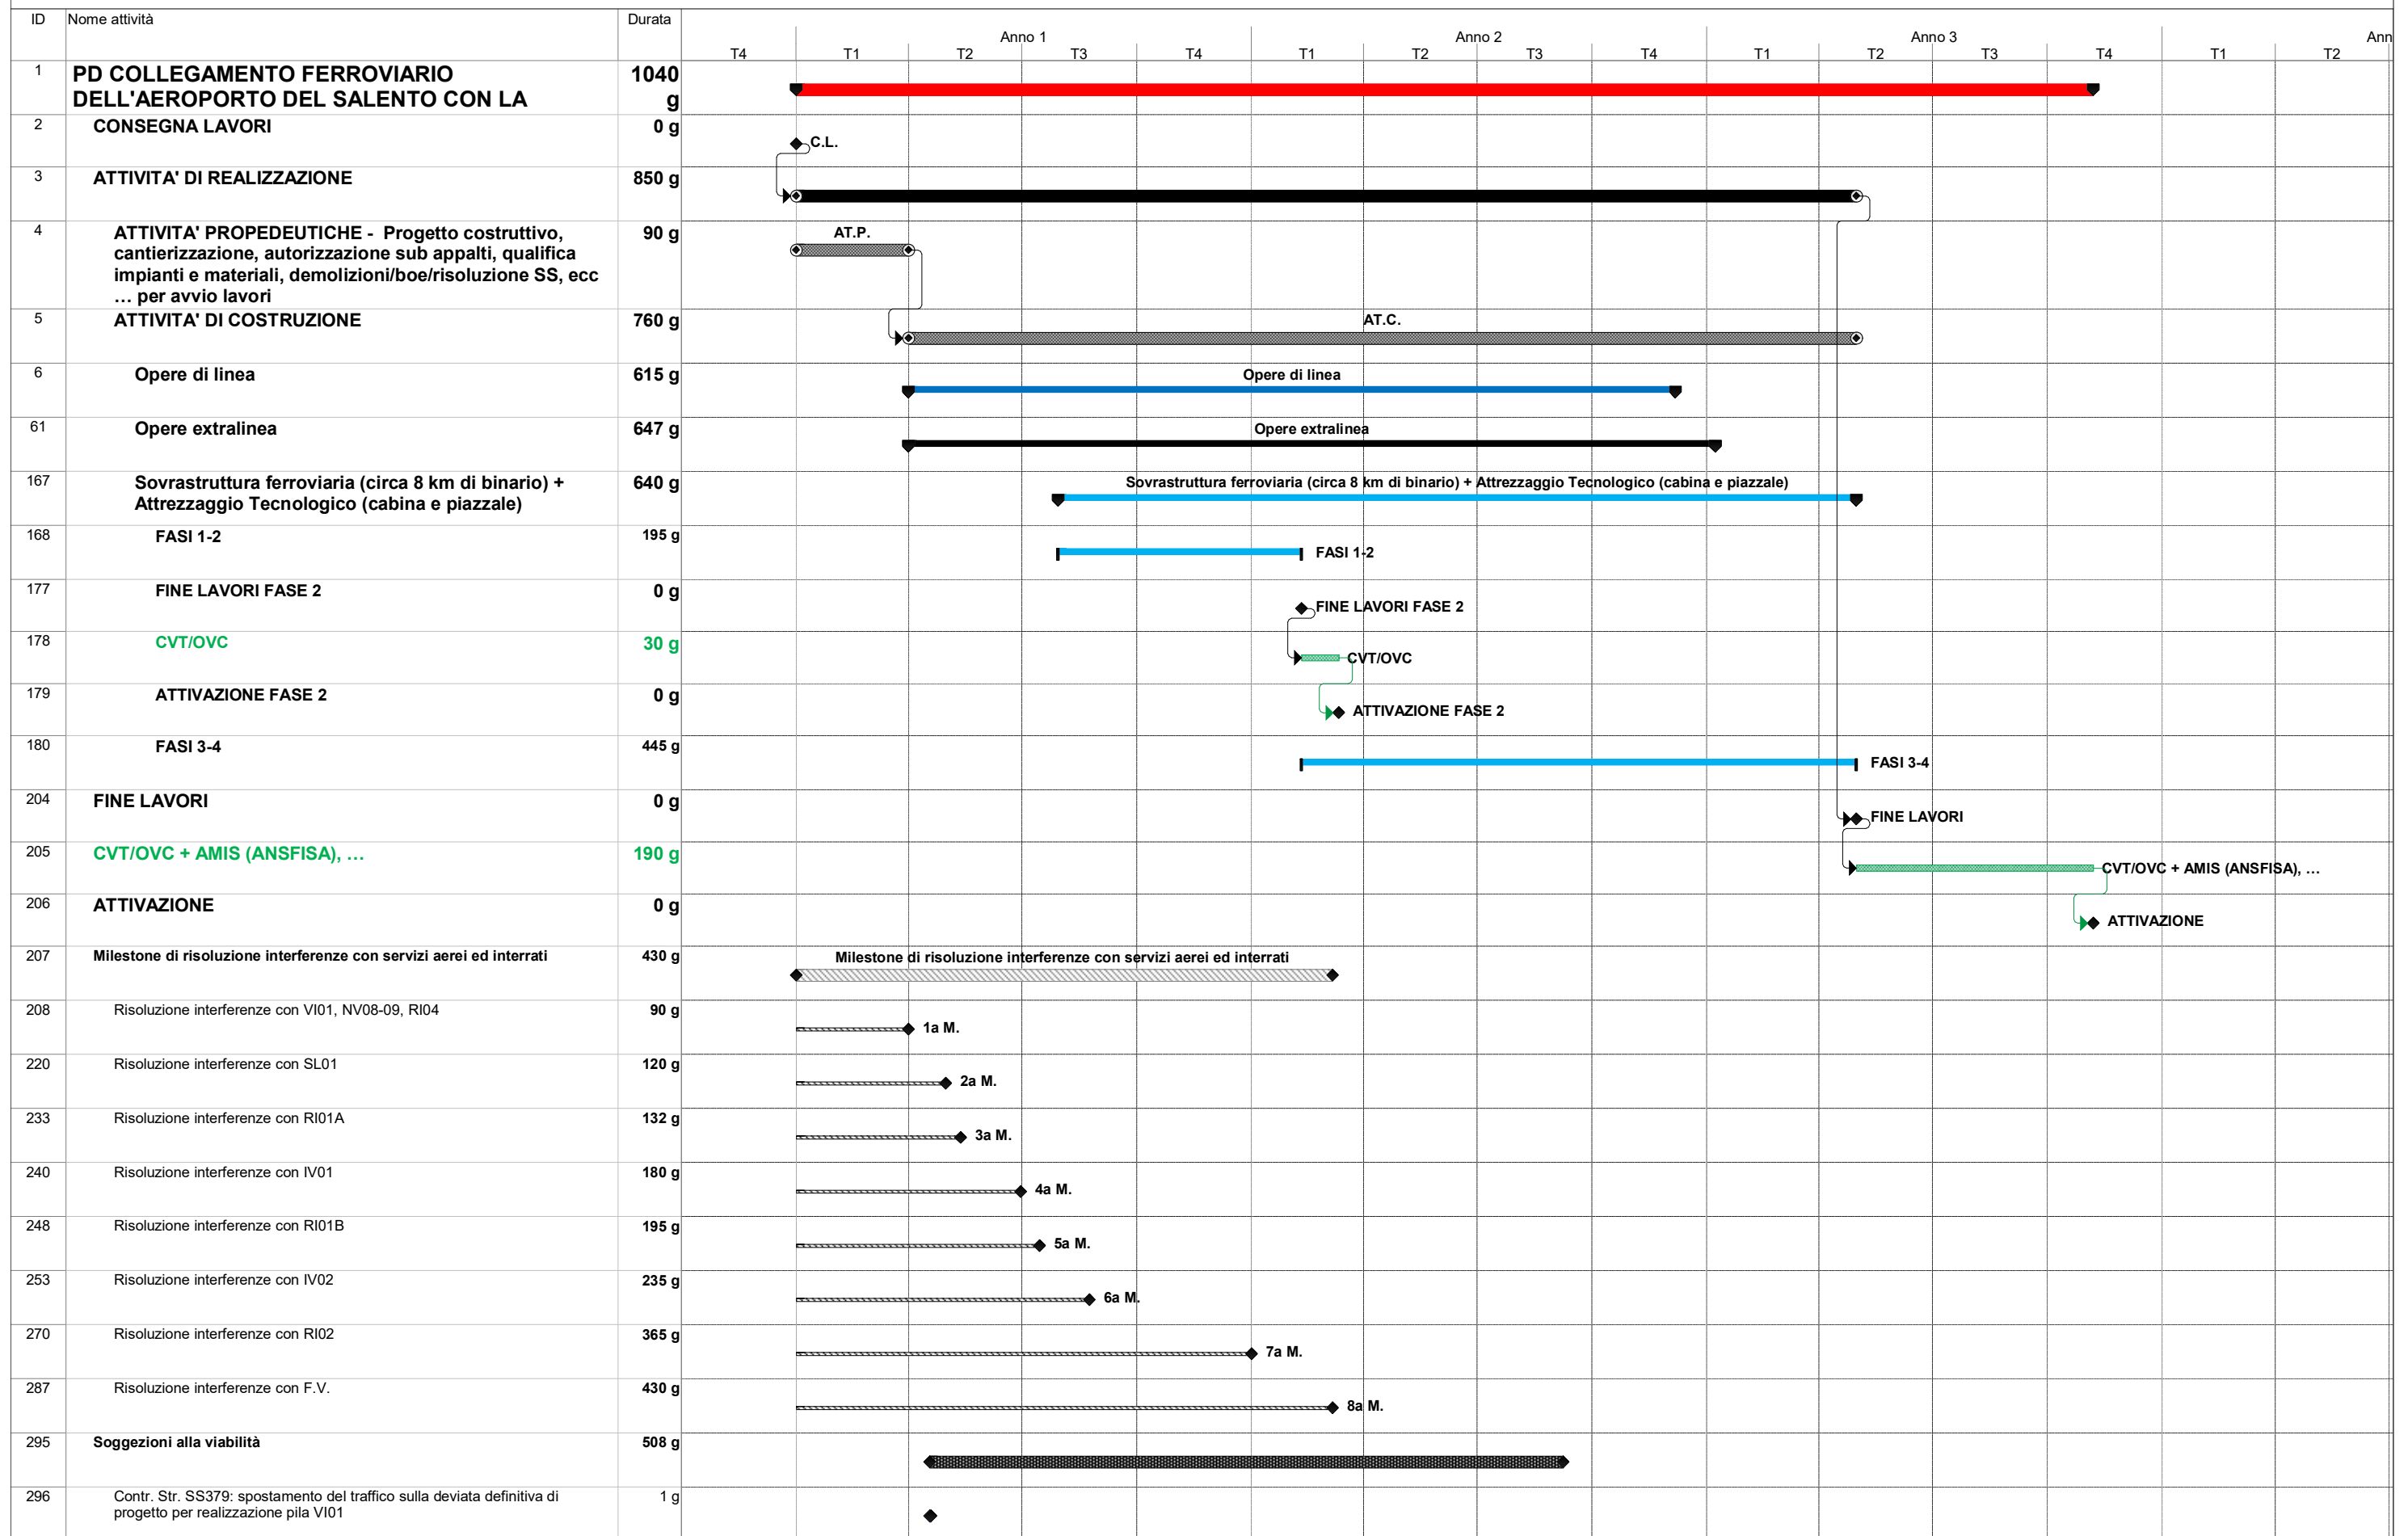 ID Nome attività Durata
Anno 1 Anno 2 Anno 3 Ann
T4 T1 T2 T3 T4 T1 T2 T3 T4 T1 T2 T3 T4 T1 T2
1 PD COLLEGAMENTO FERROVIARIO 1040
DELL'AEROPORTO DEL SALENTO CON LA g
2 CONSEGNA LAVORI 0 g
C.L.
3 ATTIVITA' DI REALIZZAZIONE 850 g
4 ATTIVITA' PROPEDEUTICHE - Progetto costruttivo, 90 g AT.P.
cantierizzazione, autorizzazione sub appalti, qualifica
impianti e materiali, demolizioni/boe/risoluzione SS, ecc
… per avvio lavori
5 ATTIVITA' DI COSTRUZIONE 760 g AT.C.
6 Opere di linea 615 g Opere di linea
61 Opere extralinea 647 g Opere extralinea
167 Sovrastruttura ferroviaria (circa 8 km di binario) + 640 g Sovrastruttura ferroviaria (circa 8 km di binario) + Attrezzaggio Tecnologico (cabina e piazzale)
Attrezzaggio Tecnologico (cabina e piazzale)
168 FASI 1-2 195 g
FASI 1-2
177 FINE LAVORI FASE 2 0 g
FINE LAVORI FASE 2
178 CVT/OVC 30 g
CVT/OVC
179 ATTIVAZIONE FASE 2 0 g
ATTIVAZIONE FASE 2
180 FASI 3-4 445 g
FASI 3-4
204 FINE LAVORI 0 g
FINE LAVORI
205 CVT/OVC + AMIS (ANSFISA), … 190 g
CVT/OVC + AMIS (ANSFISA), …
206 ATTIVAZIONE 0 g
ATTIVAZIONE
207 Milestone di risoluzione interferenze con servizi aerei ed interrati 430 g Milestone di risoluzione interferenze con servizi aerei ed interrati
208 Risoluzione interferenze con VI01, NV08-09, RI04 90 g
1a M.
220 Risoluzione interferenze con SL01 120 g
2a M.
233 Risoluzione interferenze con RI01A 132 g
3a M.
240 Risoluzione interferenze con IV01 180 g
4a M.
248 Risoluzione interferenze con RI01B 195 g
5a M.
253 Risoluzione interferenze con IV02 235 g
6a M.
270 Risoluzione interferenze con RI02 365 g
7a M.
287 Risoluzione interferenze con F.V. 430 g
8a M.
295 Soggezioni alla viabilità 508 g
296 Contr. Str. SS379: spostamento del traffico sulla deviata definitiva di 1 g
progetto per realizzazione pila VI01